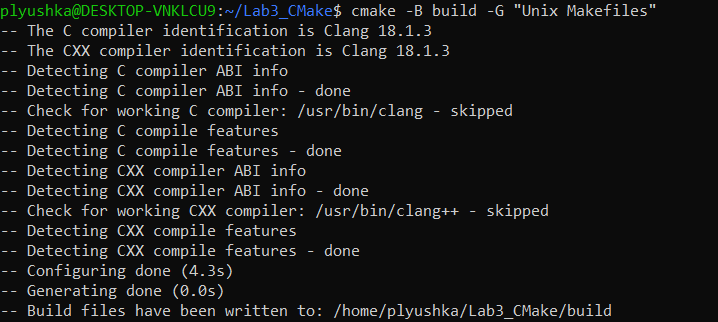 plyushka@DESKTOP-VNKLCU9:~/Lab3_CMake$ cmake -B build -G "Unix Makefiles"
-- The C compiler identification is Clang 18.1.3
-- The CXX compiler identification is Clang 18.1.3
-- Detecting C compiler ABI info
-- Detecting C compiler ABI info - done
-- Check for working C compiler: /usr/bin/clang - skipped
-- Detecting C compile features
-- Detecting C compile features - done
-- Detecting CXX compiler ABI info
-- Detecting CXX compiler ABI info - done
-- Check for working CXX compiler: /usr/bin/clang++ - skipped
-- Detecting CXX compile features
-- Detecting CXX compile features - done
-- Configuring done (4.3s)
-- Generating done (0.0s)
-- Build files have been written to: /home/plyushka/Lab3_CMake/build